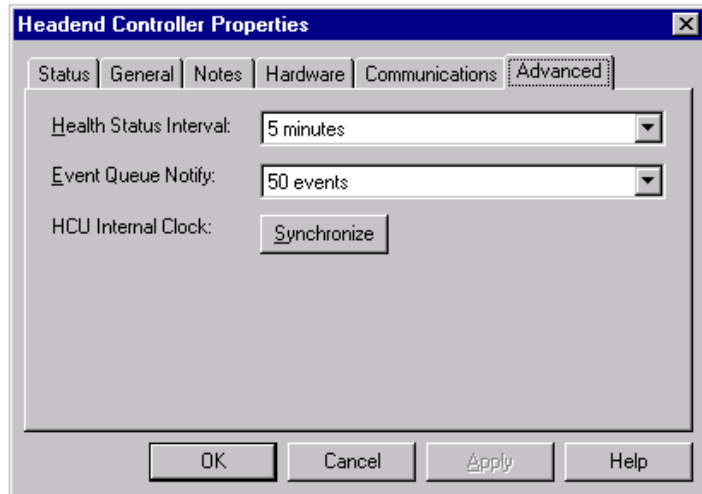 Headend Controller Properties
Status General Notes Hardware Communications Advanced
Health Status Interval: 5 minutes
Event Queue Notify: 50 events
HCU Internal Clock: Synchronize
OK Cancel Apply Help